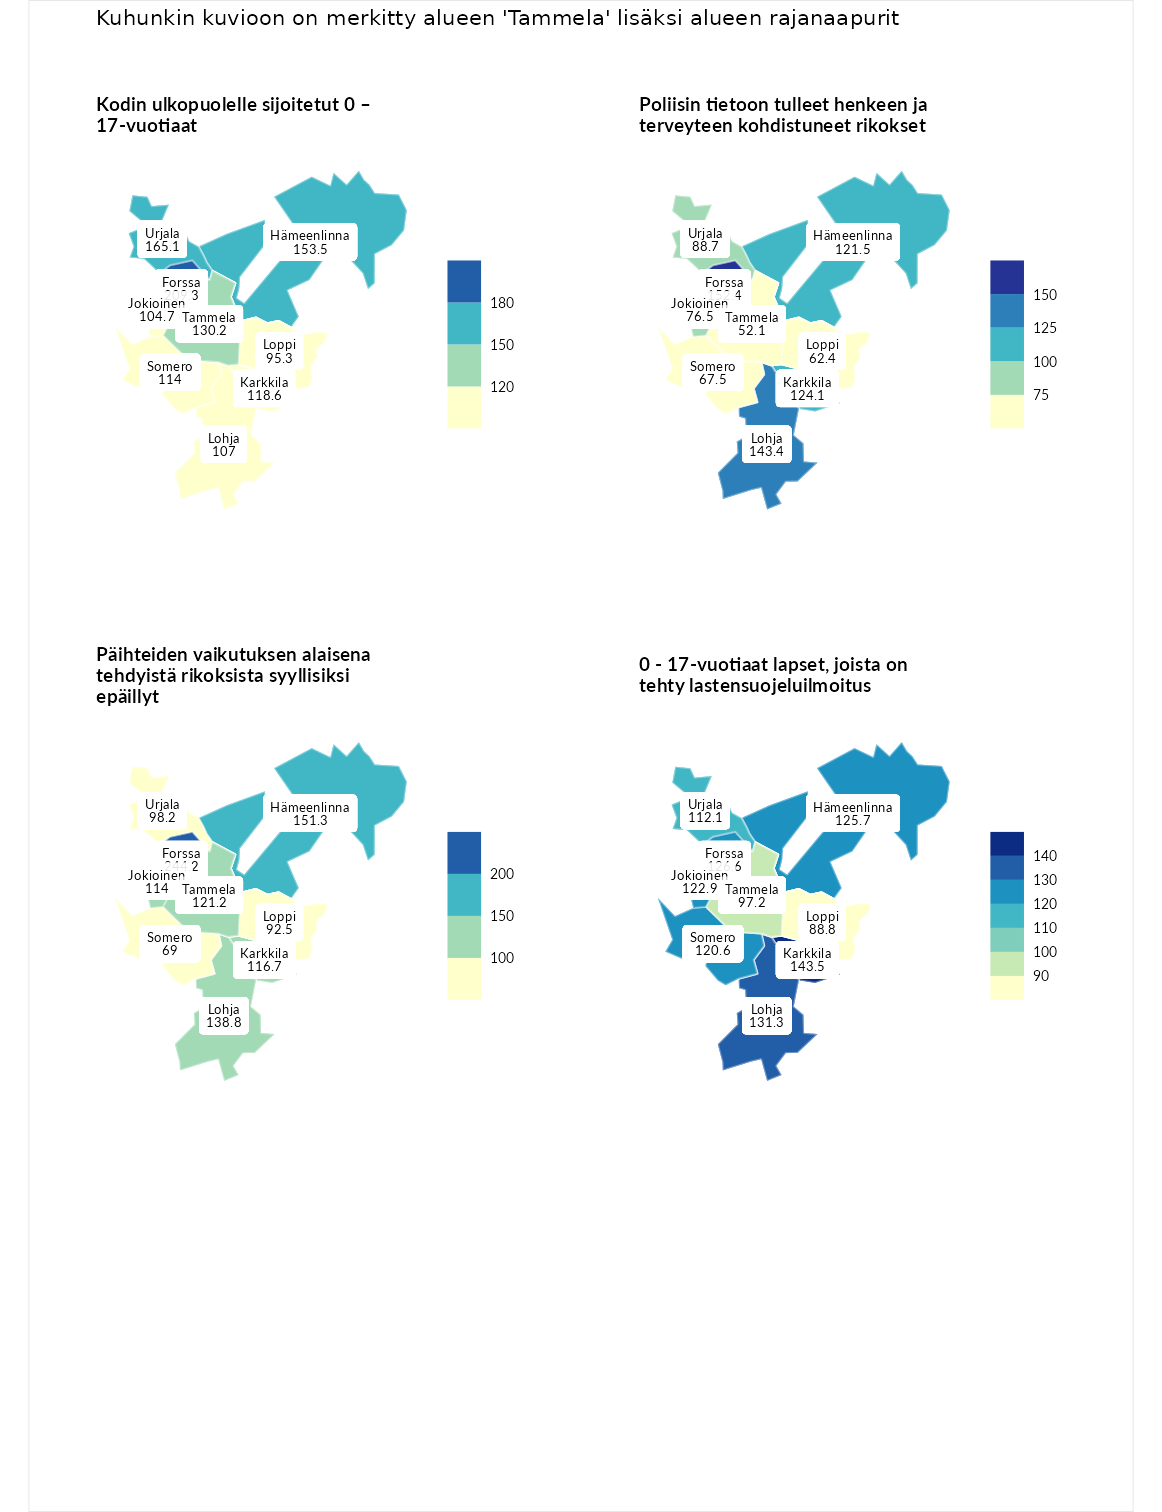 Kuhunkin kuvioon on merkitty alueen 'Tammela' lisäksi alueen rajanaapurit
Kodin ulkopuolelle sijoitetut 0 –
17-vuotiaat
Urjala
165.1
Hämeenlinna
153.5
Forssa
Jokioinen
104.7
Tammela
130.2
Loppi
95.3
Somero
114
Karkkila
118.6
Lohja
107
180
150
120
Poliisin tietoon tulleet henkeen ja
terveyteen kohdistuneet rikokset
Urjala
88.7
Hämeenlinna
121.5
Forssa
Jokioinen
76.5
Tammela
52.1
Loppi
62.4
Somero
67.5
Karkkila
124.1
Lohja
143.4
150
125
100
75
Päihteiden vaikutuksen alaisena
tehdyistä rikoksista syyllisiksi
epäillyt
Urjala
98.2
Hämeenlinna
151.3
Forssa
Jokioinen
114
Tammela
121.2
Loppi
92.5
Somero
69
Karkkila
116.7
Lohja
138.8
200
150
100
0 - 17-vuotiaat lapset, joista on
tehty lastensuojeluilmoitus
Urjala
112.1
Hämeenlinna
125.7
Forssa
Jokioinen
122.9
Tammela
97.2
Loppi
88.8
Somero
120.6
Karkkila
143.5
Lohja
131.3
140
130
120
110
100
90